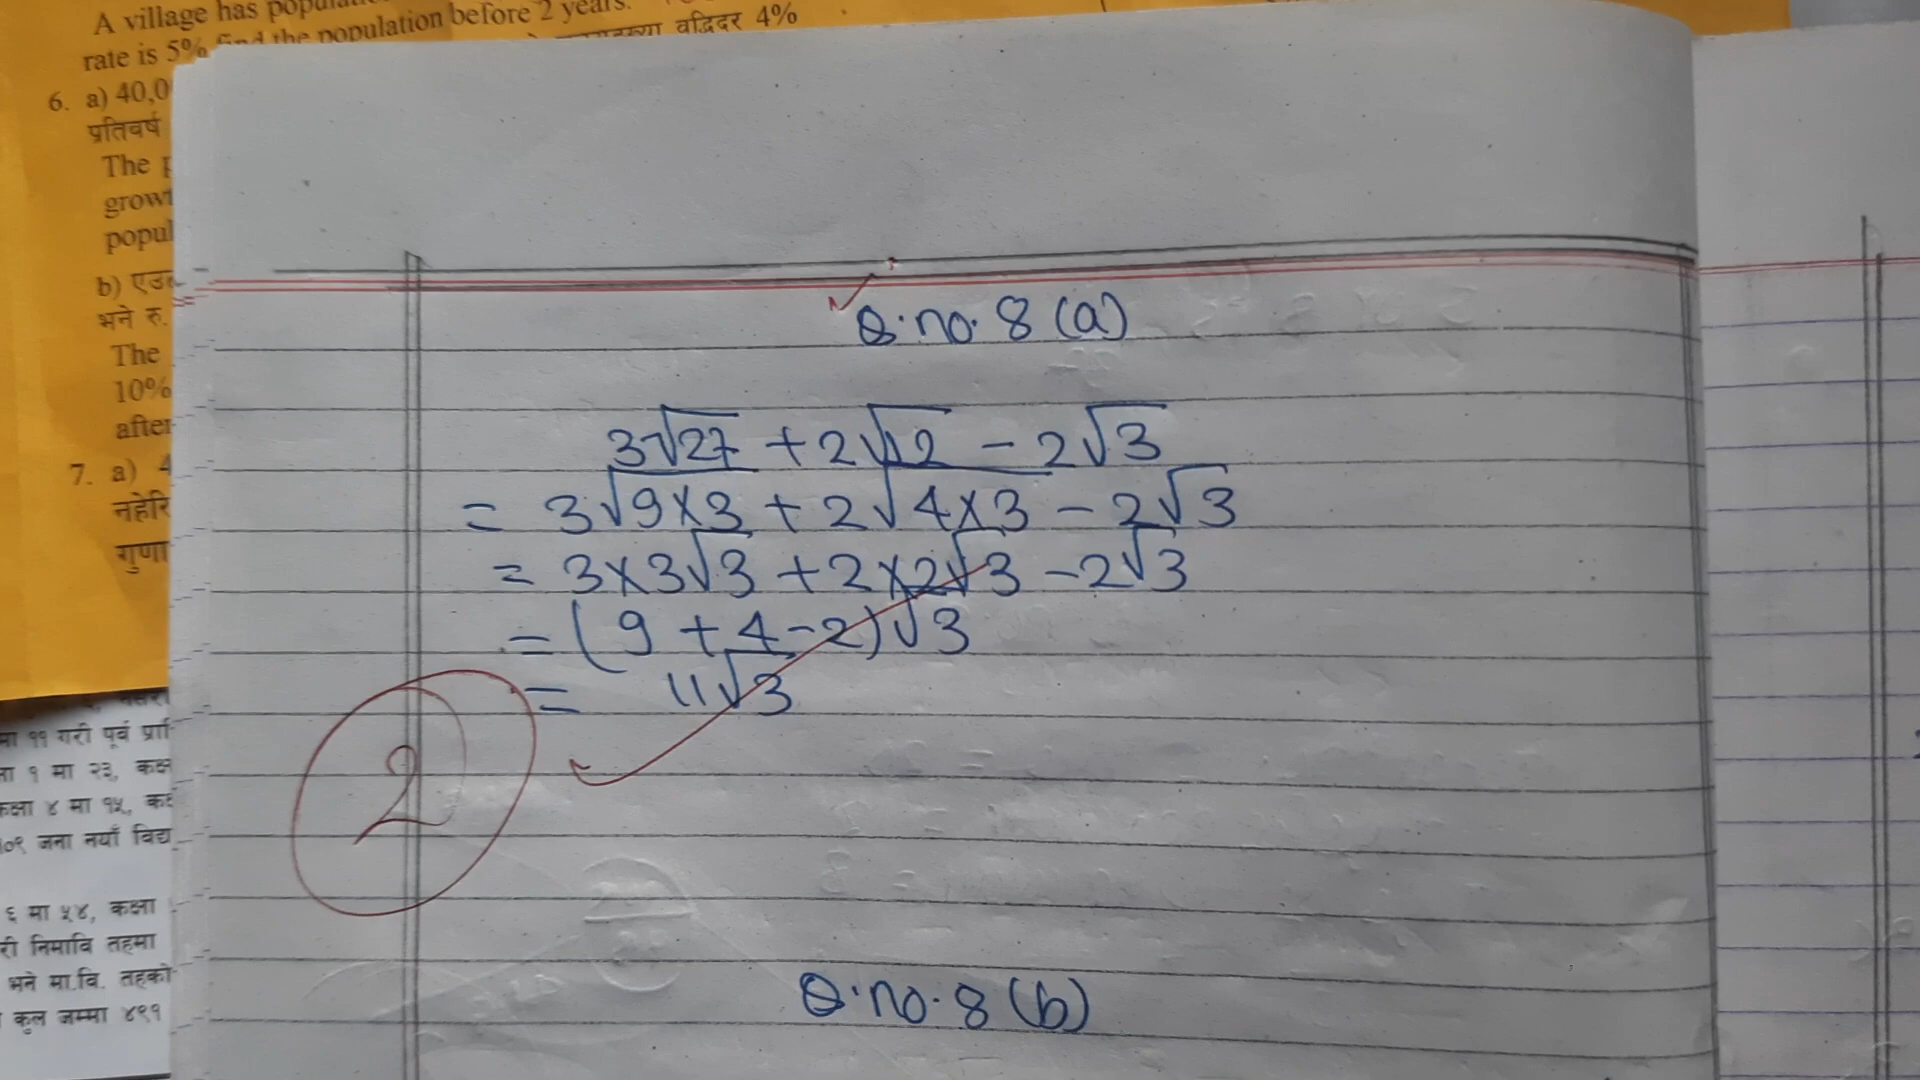 A village has
population before 2 years.
rate is 5% find the population
वृद्धिदर 4%
6. a) 40,0
प्रतिवर्ष
The
grow
popul
b)
भने रु.
The
10%
after
7. a) 4
नहेरि
गुणा
मा ११ गरी पूर्व
१ मा २३, कक्ष
कक्षा ४ मा १५,
जना नयाँ विद्य
६ मा ५४, कक्षा
री निमावि तहमा
भने मा.वि. तहको
कुल जम्मा ४९१
Q.no.8 (a)
3√27 + 2√12 - 2√3
= 3√9×3 + 2√4×3 - 2√3
= 3×3√3 + 2×2√3 - 2√3
= (9 + 4 - 2)√3
= 11√3
2
Q.no.8 (b)